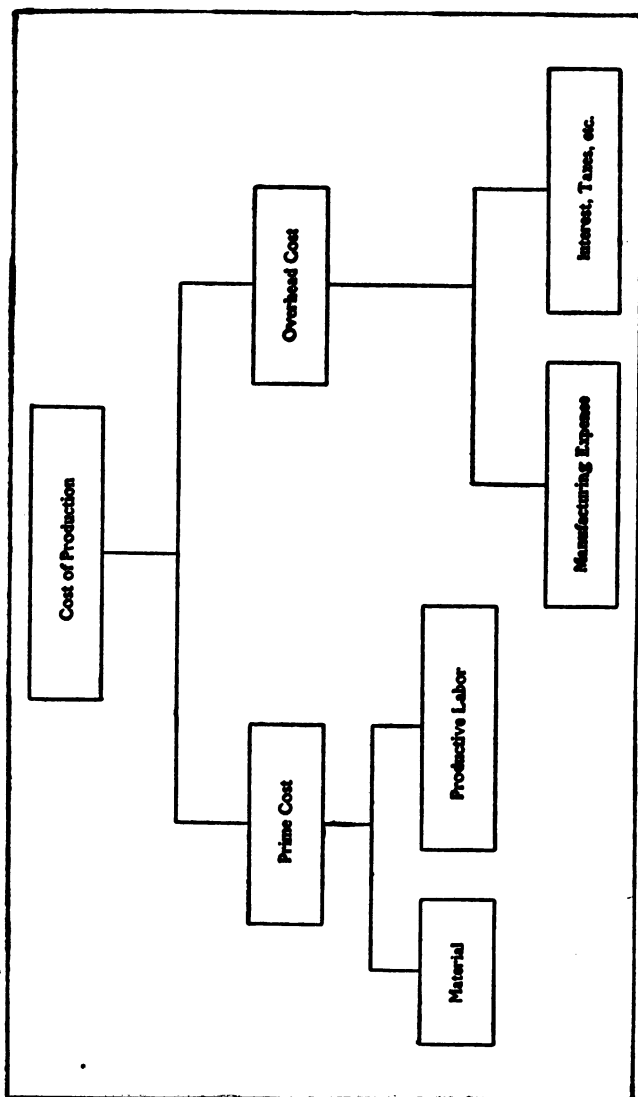 Cost of Production
Prime Cost
Overhead Cost
Material
Productive Labor
Manufacturing Expense
Interest, Taxes, etc.